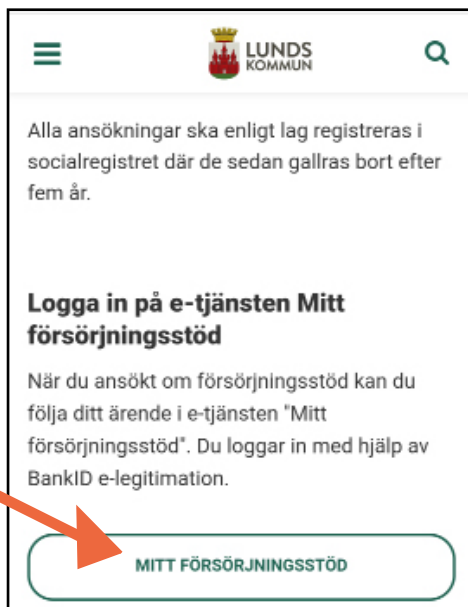 LUNDS
KOMMUN
Alla ansökningar ska enligt lag registreras i
socialregistret där de sedan gallras bort efter
fem år.
Logga in på e-tjänsten Mitt
försörjningsstöd
När du ansökt om försörjningsstöd kan du
följa ditt ärende i e-tjänsten "Mitt
försörjningsstöd". Du loggar in med hjälp av
BankID e-legitimation.
MITT FÖRSÖRJNINGSSTÖD